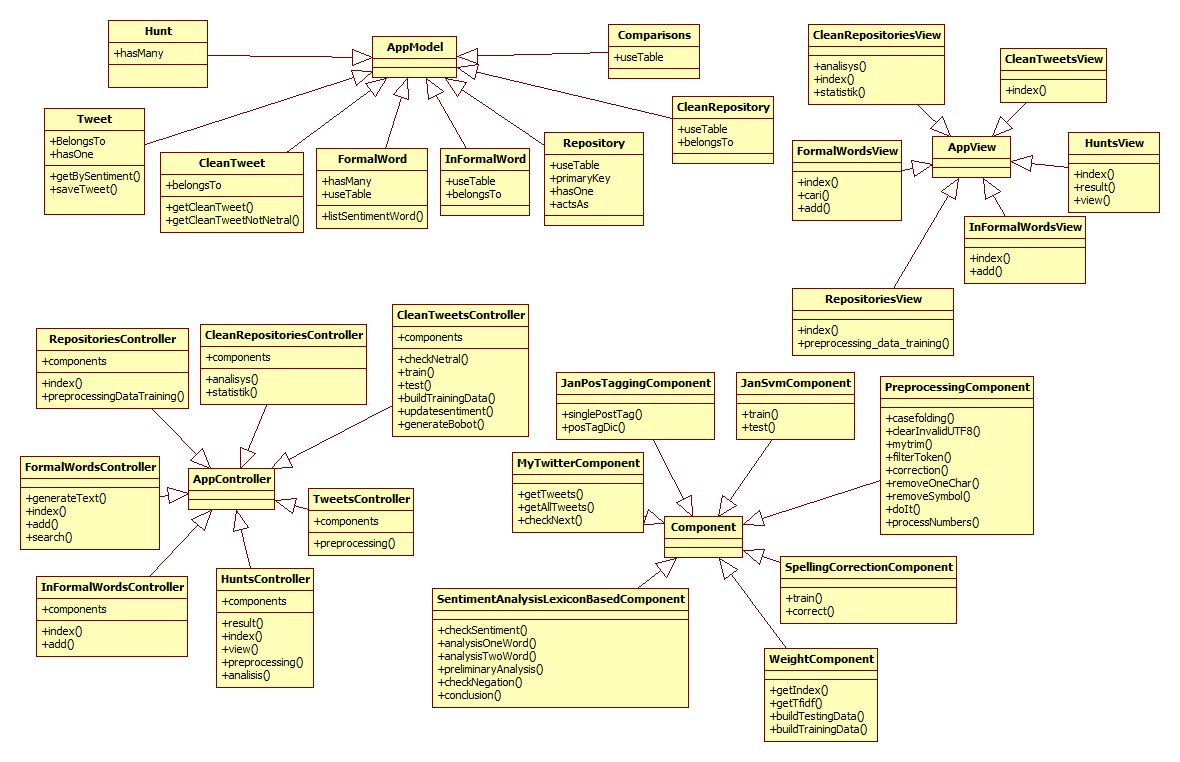 Hunt
+hasMany
AppModel
Comparisons
+useTable
Tweet
+BelongsTo
+hasOne
+getBySentiment()
+saveTweet()
CleanTweet
+belongsTo
+getCleanTweet()
+getCleanTweetNotNetral()
FormalWord
+hasMany
+useTable
+listSentimentWord()
InFormalWord
+useTable
+belongsTo
Repository
+useTable
+primaryKey
+hasOne
+actsAs
CleanRepository
+useTable
+belongsTo
CleanRepositoriesView
+analisys()
+index()
+statistik()
CleanTweetsView
+index()
FormalWordsView
+index()
+cari()
+add()
AppView
HuntsView
+index()
+result()
+view()
InFormalWordsView
+index()
+add()
RepositoriesView
+index()
+preprocessing_data_training()
RepositoriesController
+components
+index()
+preprocessingDataTraining()
CleanRepositoriesController
+components
+analisys()
+statistik()
CleanTweetsController
+components
+checkNetral()
+train()
+test()
+buildTrainingData()
+updatesentiment()
+generateBobot()
FormalWordsController
+generateText()
+index()
+add()
+search()
AppController
TweetsController
+components
+preprocessing()
InFormalWordsController
+components
+index()
+add()
HuntsController
+components
+result()
+index()
+view()
+preprocessing()
+analisis()
JanPosTaggingComponent
+singlePostTag()
+posTagDic()
JanSvmComponent
+train()
+test()
PreprocessingComponent
+casefolding()
+clearInvalidUTF8()
+mytrim()
+filterToken()
+correction()
+removeOneChar()
+removeSymbol()
+doIt()
+processNumbers()
MyTwitterComponent
+getTweets()
+getAllTweets()
+checkNext()
Component
SpellingCorrectionComponent
+train()
+correct()
SentimentAnalysisLexiconBasedComponent
+checkSentiment()
+analysisOneWord()
+analysisTwoWord()
+preliminaryAnalysis()
+checkNegation()
+conclusion()
WeightComponent
+getIndex()
+getTfidf()
+buildTestingData()
+buildTrainingData()